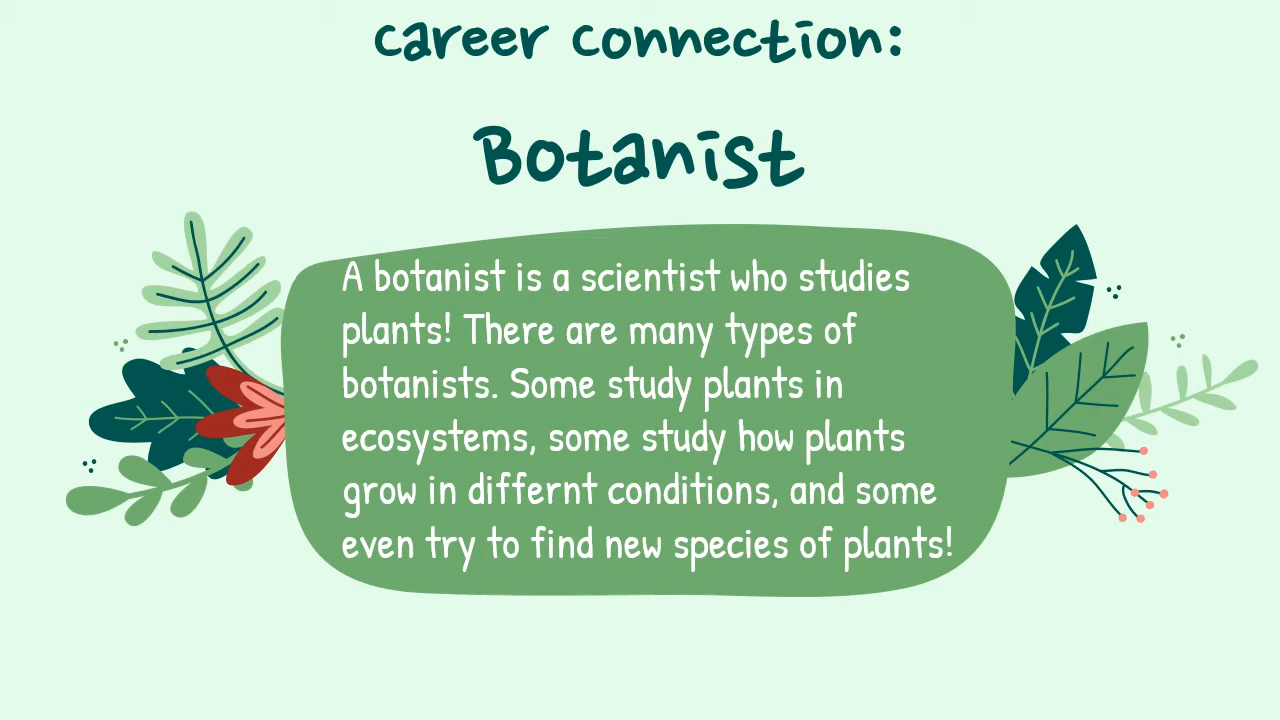 career connection:
Botanist
A botanist is a scientist who studies
plants! There are many types of
botanists. Some study plants in
ecosystems, some study how plants
grow in differnt conditions, and some
even try to find new species of plants!